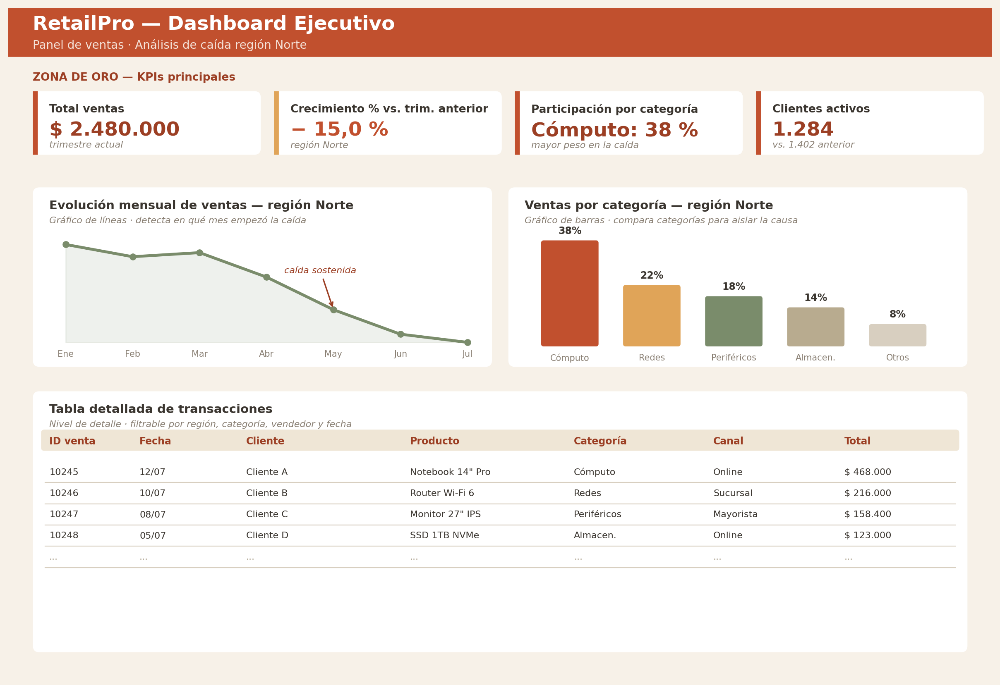 RetailPro — Dashboard Ejecutivo
Panel de ventas · Análisis de caída región Norte
ZONA DE ORO — KPIs principales
Total ventas
$ 2.480.000
trimestre actual
Crecimiento % vs. trim. anterior
− 15,0 %
región Norte
Participación por categoría
Cómputo: 38 %
mayor peso en la caída
Clientes activos
1.284
vs. 1.402 anterior
Evolución mensual de ventas — región Norte
Gráfico de líneas · detecta en qué mes empezó la caída
caída sostenida
Ene Feb Mar Abr May Jun Jul
Ventas por categoría — región Norte
Gráfico de barras · compara categorías para aislar la causa
38%
22%
18%
14%
8%
Cómputo Redes Periféricos Almacen. Otros
Tabla detallada de transacciones
Nivel de detalle · filtrable por región, categoría, vendedor y fecha
ID venta Fecha Cliente Producto Categoría Canal Total
10245 12/07 Cliente A Notebook 14" Pro Cómputo Online $ 468.000
10246 10/07 Cliente B Router Wi-Fi 6 Redes Sucursal $ 216.000
10247 08/07 Cliente C Monitor 27" IPS Periféricos Mayorista $ 158.400
10248 05/07 Cliente D SSD 1TB NVMe Almacen. Online $ 123.000
... ... ... ... ... ... ...